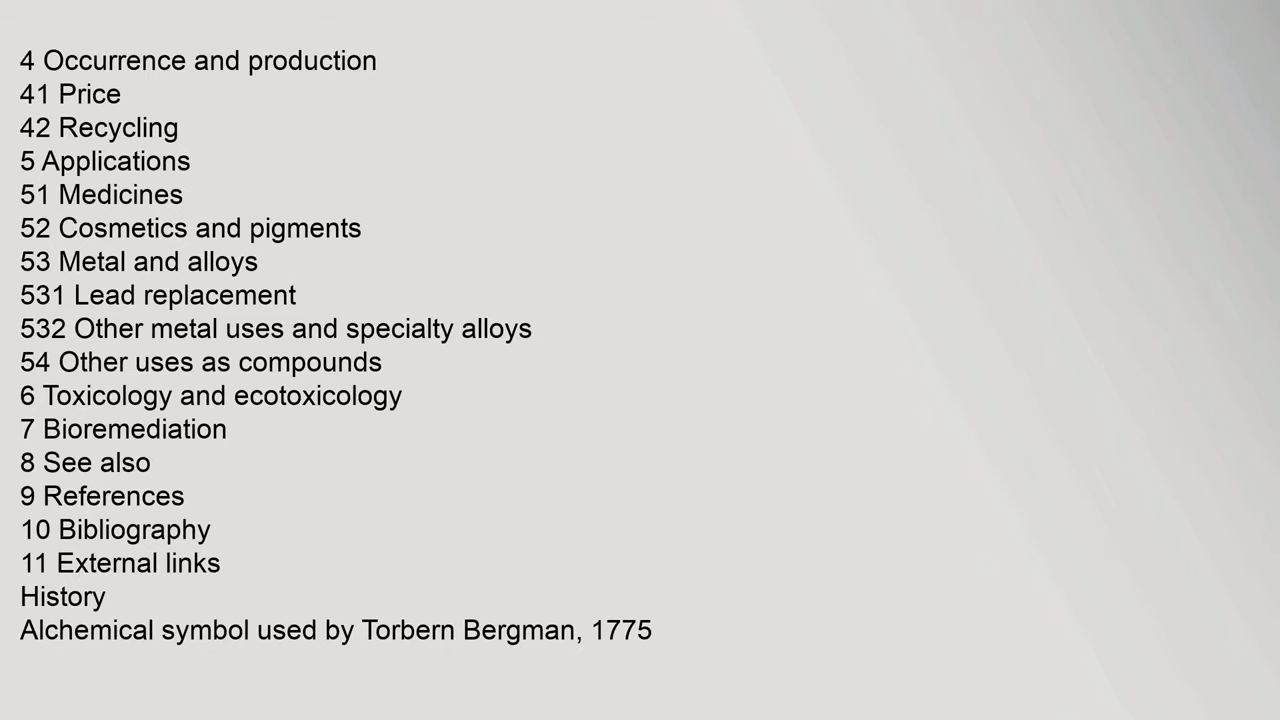 4 Occurrence and production
41 Price
42 Recycling
5 Applications
51 Medicines
52 Cosmetics and pigments
53 Metal and alloys
531 Lead replacement
532 Other metal uses and specialty alloys
54 Other uses as compounds
6 Toxicology and ecotoxicology
7 Bioremediation
8 See also
9 References
10 Bibliography
11 External links
History
Alchemical symbol used by Torbern Bergman, 1775